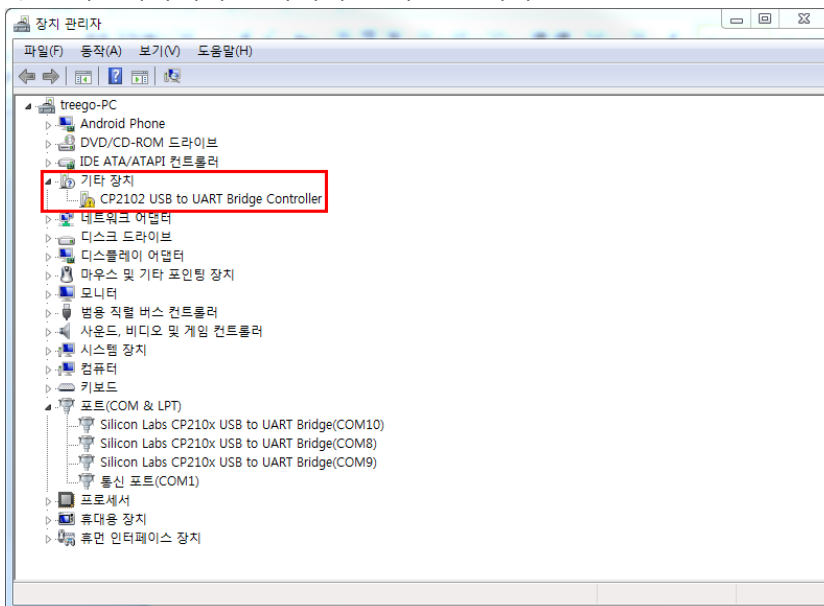 장치 관리자
파일(F) 동작(A) 보기(V) 도움말(H)
treego-PC
Android Phone
DVD/CD-ROM 드라이브
IDE ATA/ATAPI 컨트롤러
기타 장치
CP2102 USB to UART Bridge Controller
네트워크 어댑터
디스크 드라이브
디스플레이 어댑터
마우스 및 기타 포인팅 장치
모니터
범용 직렬 버스 컨트롤러
사운드, 비디오 및 게임 컨트롤러
시스템 장치
컴퓨터
키보드
포트(COM & LPT)
Silicon Labs CP210x USB to UART Bridge(COM10)
Silicon Labs CP210x USB to UART Bridge(COM8)
Silicon Labs CP210x USB to UART Bridge(COM9)
통신 포트(COM1)
프로세서
휴대용 장치
휴먼 인터페이스 장치